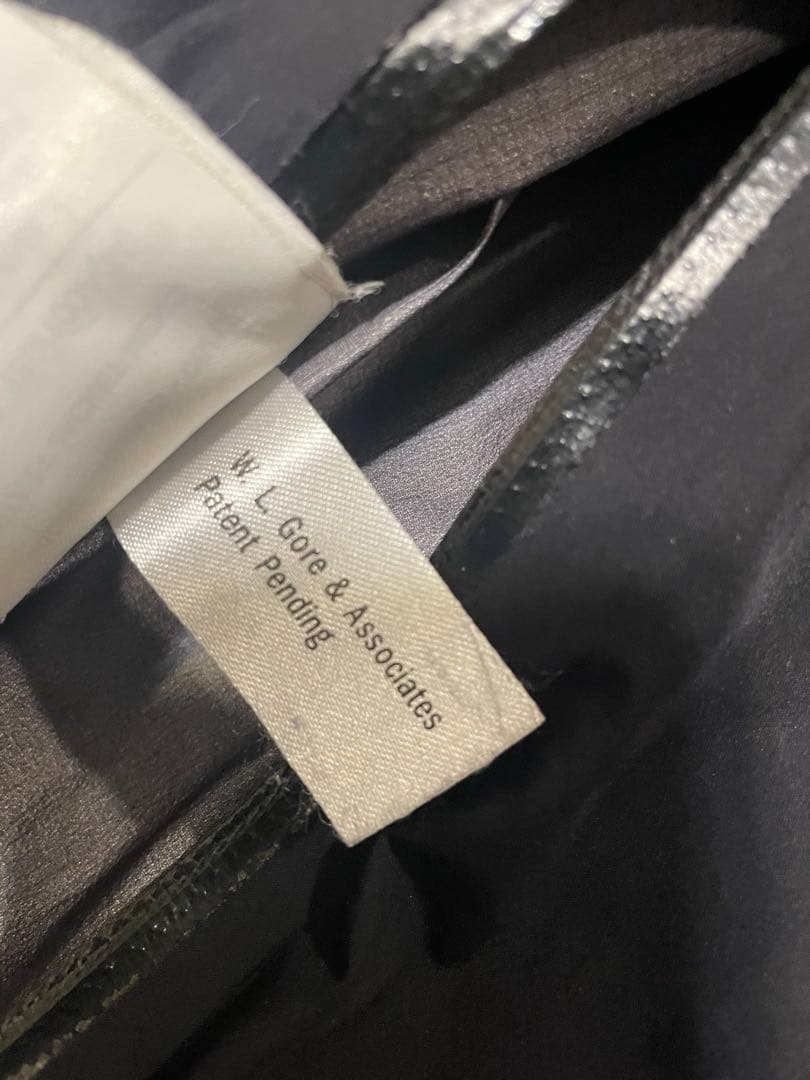 W. L. Gore & Associates
Patent Pending